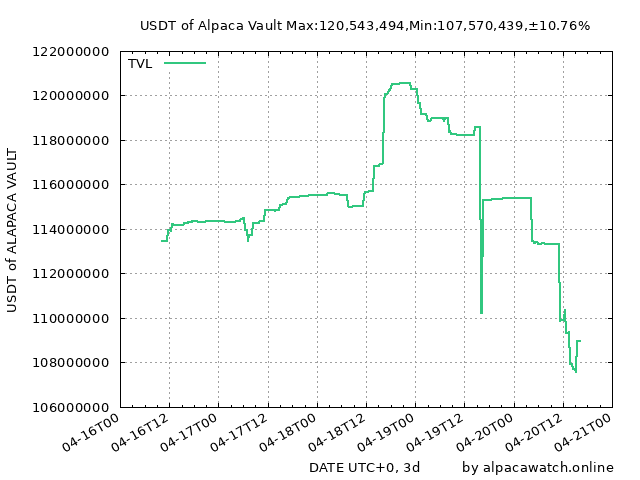 USDT of Alpaca Vault Max:120,543,494,Min:107,570,439,±10.76%
122000000
TVL
120000000
118000000
116000000
114000000
112000000
110000000
108000000
106000000
USDT of ALAPACA VAULT
04-16T00
04-16T12
04-17T00
04-17T12
04-18T00
04-18T12
04-19T00
04-19T12
04-20T00
04-20T12
04-21T00
DATE UTC+0, 3d
by alpacawatch.online